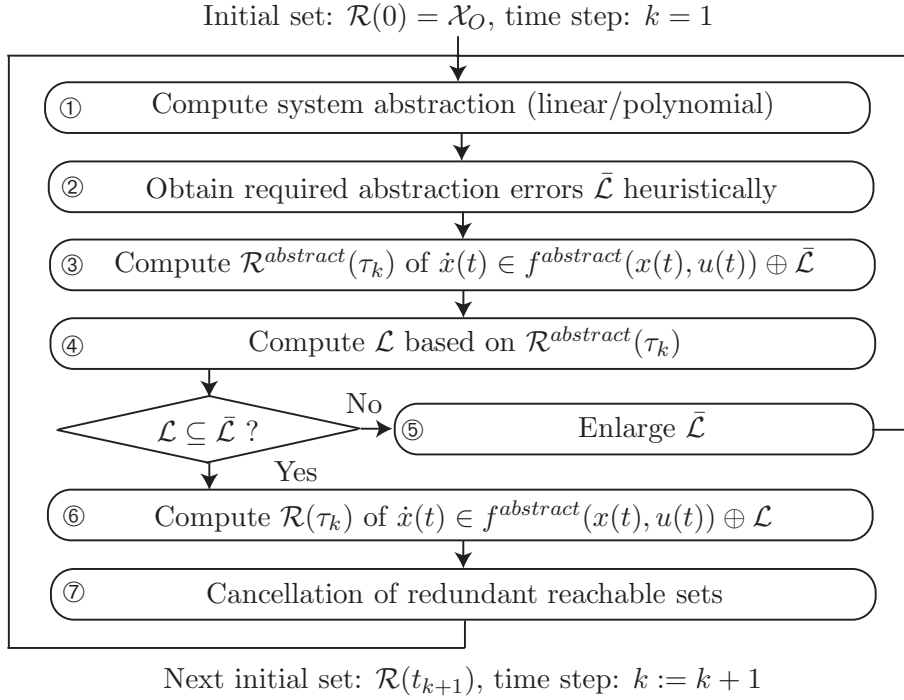 Initial set: R(0) = X_O, time step: k = 1
① Compute system abstraction (linear/polynomial)
② Obtain required abstraction errors L̄ heuristically
③ Compute R^{abstract}(τ_k) of ẋ(t) ∈ f^{abstract}(x(t), u(t)) ⊕ L̄
④ Compute L based on R^{abstract}(τ_k)
L ⊆ L̄ ?
No
⑤ Enlarge L̄
Yes
⑥ Compute R(τ_k) of ẋ(t) ∈ f^{abstract}(x(t), u(t)) ⊕ L
⑦ Cancellation of redundant reachable sets
Next initial set: R(t_{k+1}), time step: k := k + 1